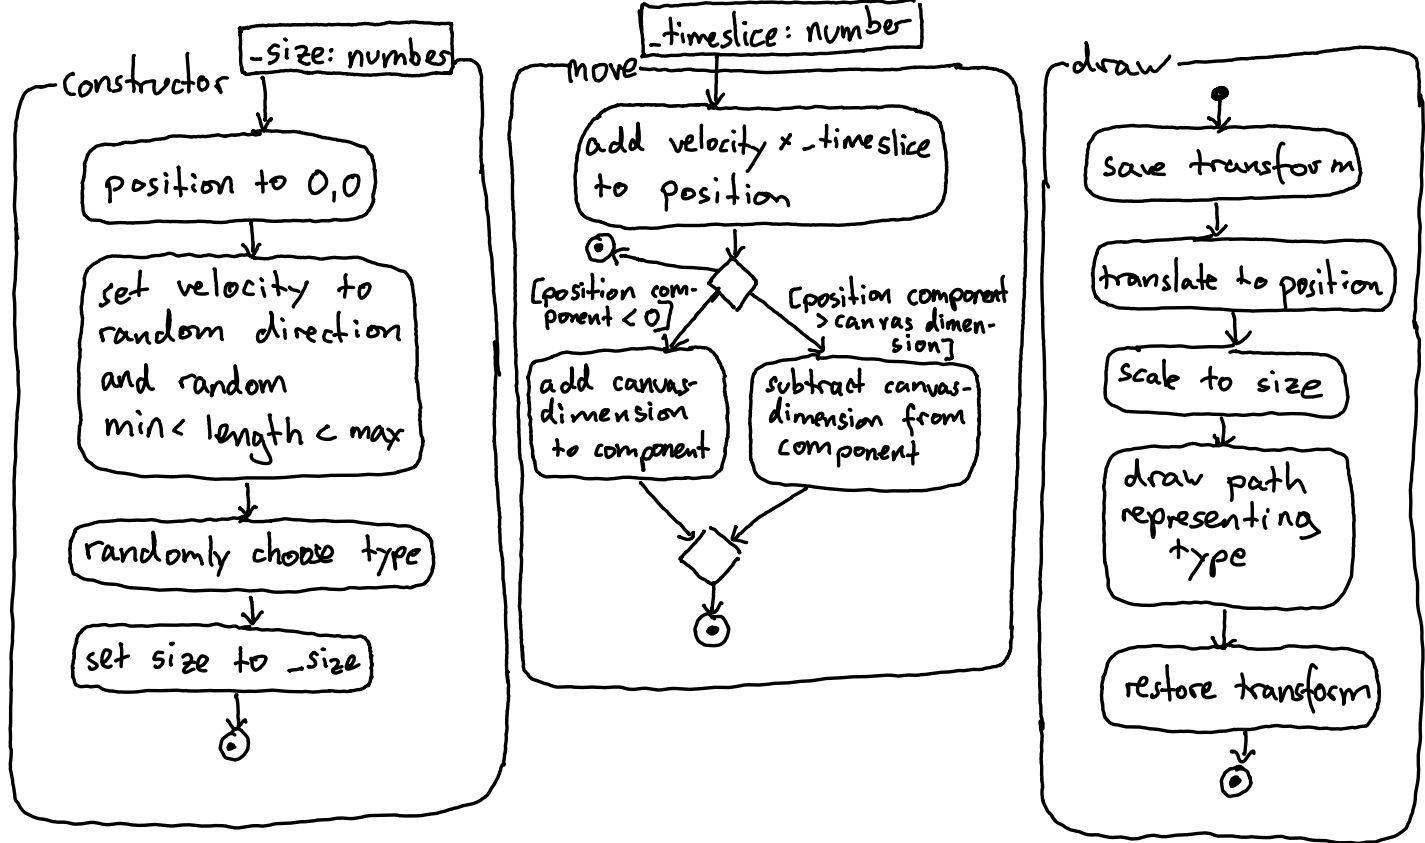 _size: number
constructor
position to 0,0
set velocity to
random direction
and random
min < length < max
randomly choose type
set size to _size
_timeslice: number
move
add velocity x _timeslice
to position
[position com-
ponent < 0]
[position component
> canvas dimen-
sion]
add canvas-
dimension
to component
subtract canvas-
dimension from
component
draw
save transform
translate to position
scale to size
draw path
representing
type
restore transform